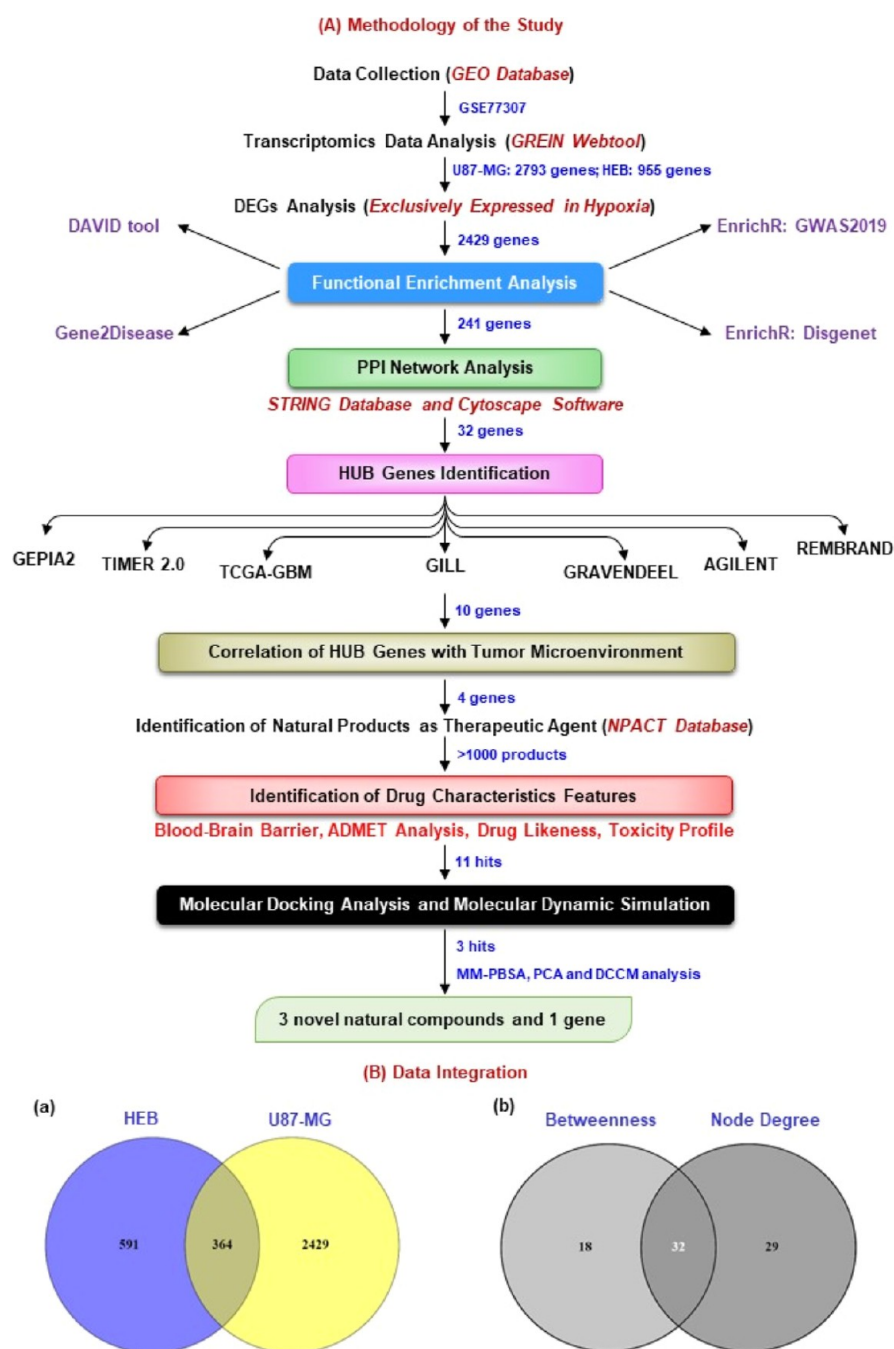 (A) Methodology of the Study
Data Collection (GEO Database)
GSE77307
Transcriptomics Data Analysis (GREIN Webtool)
U87-MG: 2793 genes; HEB: 955 genes
DEGs Analysis (Exclusively Expressed in Hypoxia)
DAVID tool
2429 genes
EnrichR: GWAS2019
Functional Enrichment Analysis
Gene2Disease
241 genes
EnrichR: Disgenet
PPI Network Analysis
STRING Database and Cytoscape Software
32 genes
HUB Genes Identification
GEPIA2
TIMER 2.0
TCGA-GBM
GILL
GRAVENDEEL
AGILENT
REMBRAND
10 genes
Correlation of HUB Genes with Tumor Microenvironment
4 genes
Identification of Natural Products as Therapeutic Agent (NPACT Database)
>1000 products
Identification of Drug Characteristics Features
Blood-Brain Barrier, ADMET Analysis, Drug Likeness, Toxicity Profile
11 hits
Molecular Docking Analysis and Molecular Dynamic Simulation
3 hits
MM-PBSA, PCA and DCCM analysis
3 novel natural compounds and 1 gene
(B) Data Integration
(a)
HEB
U87-MG
591
364
2429
(b)
Betweenness
Node Degree
18
32
29